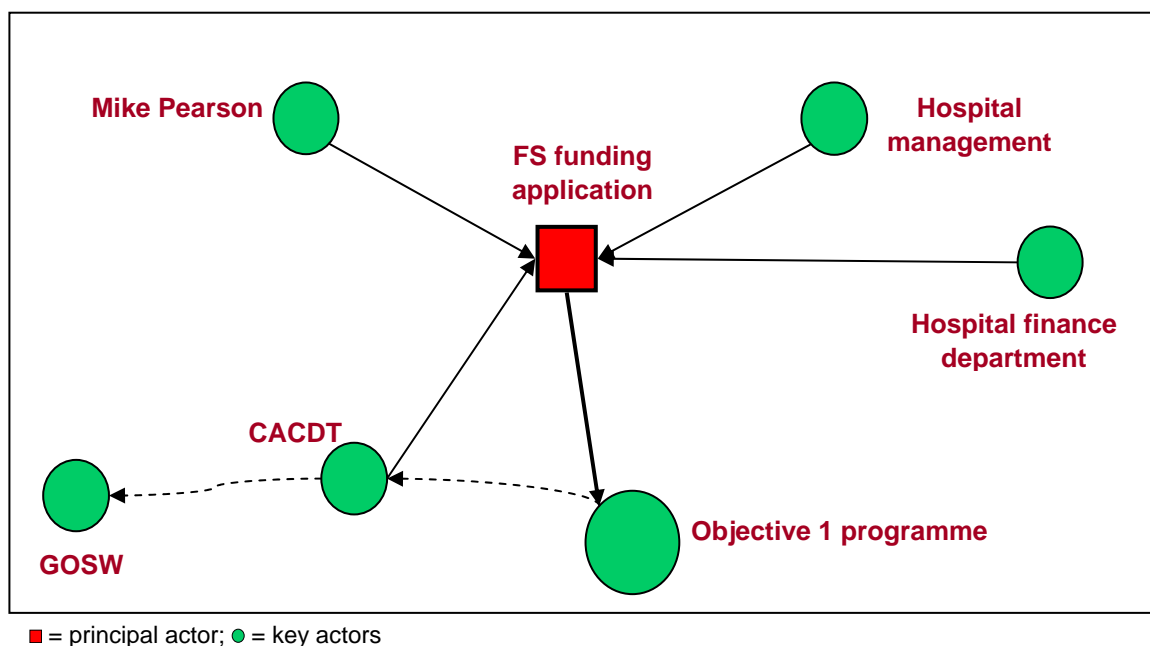 Mike Pearson
Hospital
management
FS funding
application
Hospital finance
department
CACDT
Objective 1 programme
GOSW
= principal actor; = key actors